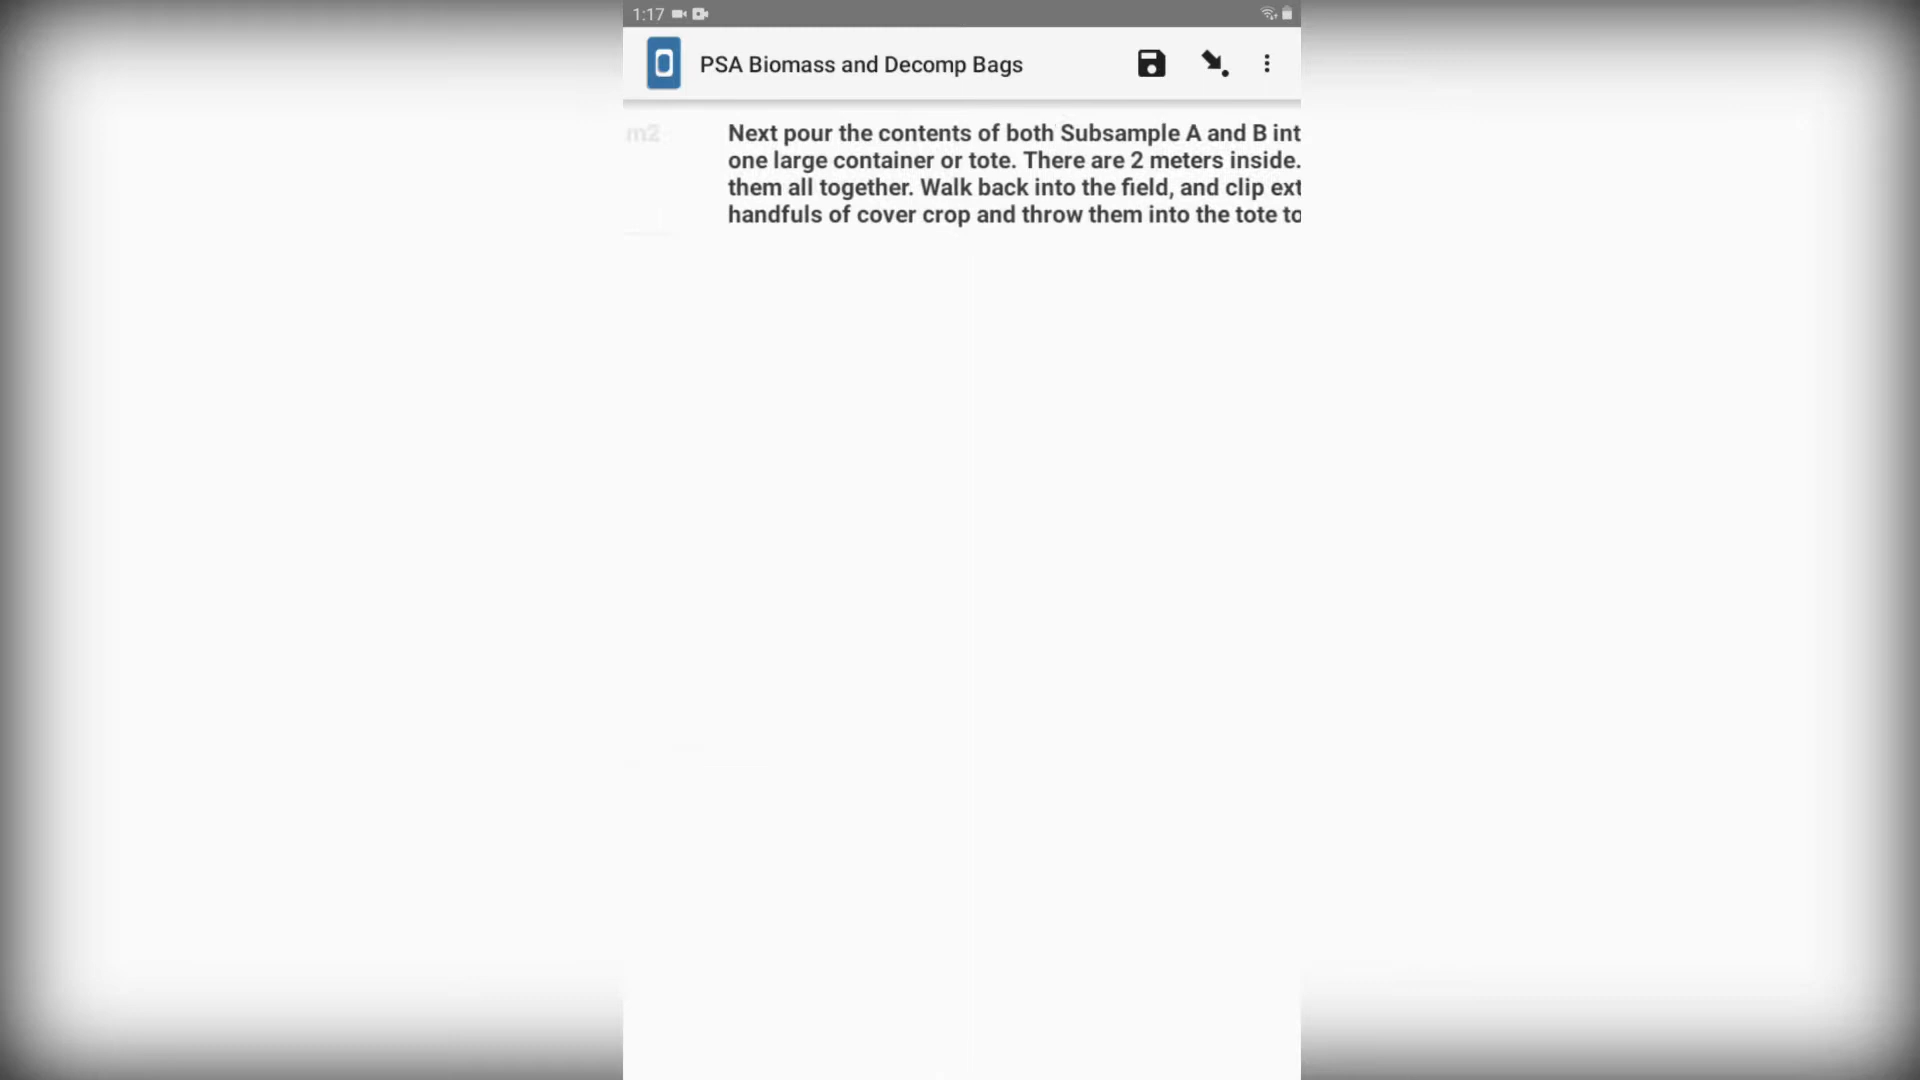 1:17
PSA Biomass and Decomp Bags
m2
Next pour the contents of both Subsample A and B int
one large container or tote. There are 2 meters inside.
them all together. Walk back into the field, and clip ext
handfuls of cover crop and throw them into the tote to